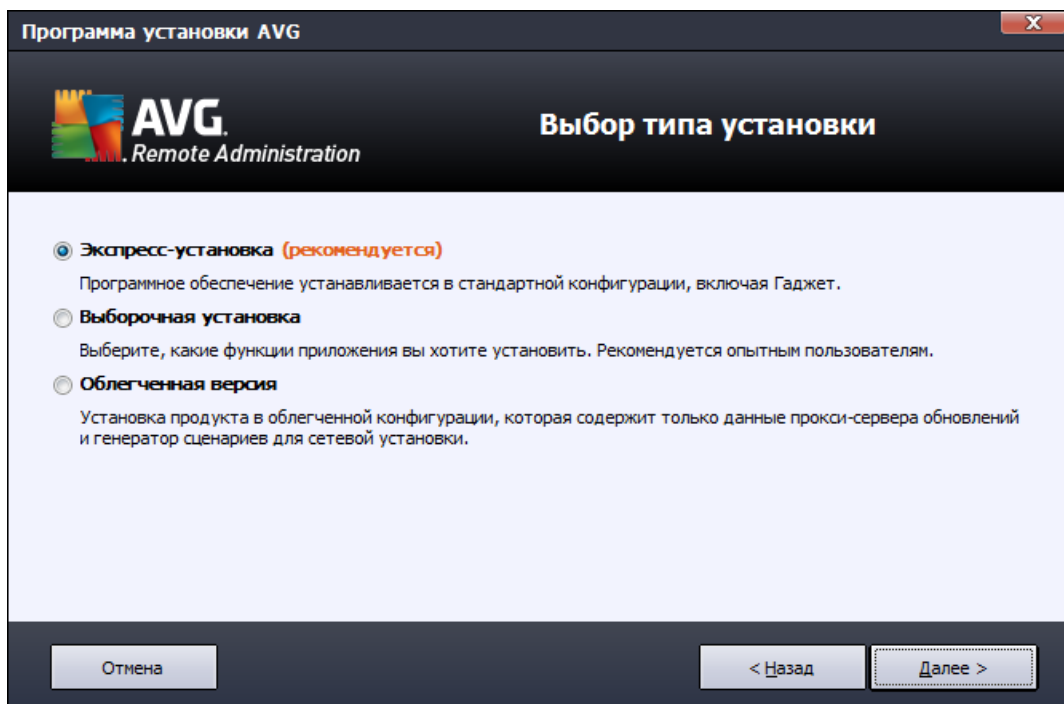 Программа установки AVG
X
AVG.
Remote Administration
Выбор типа установки
Экспресс-установка (рекомендуется)
Программное обеспечение устанавливается в стандартной конфигурации, включая Гаджет.
Выборочная установка
Выберите, какие функции приложения вы хотите установить. Рекомендуется опытным пользователям.
Облегченная версия
Установка продукта в облегченной конфигурации, которая содержит только данные прокси-сервера обновлений
и генератор сценариев для сетевой установки.
Отмена
< Назад
Далее >